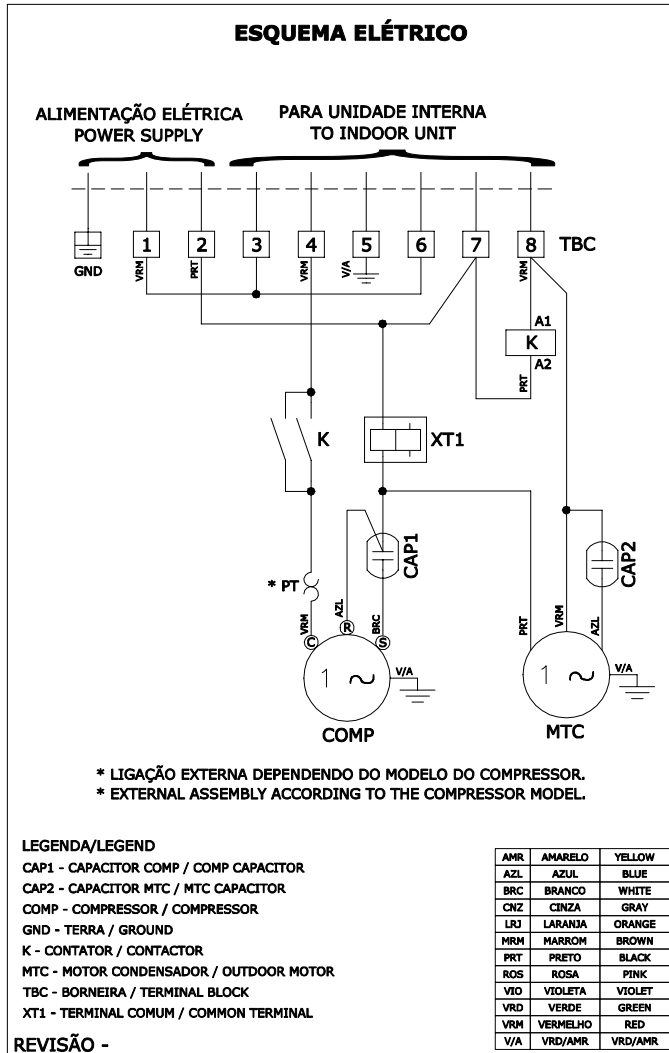 ESQUEMA ELÉTRICO
ALIMENTAÇÃO ELÉTRICA
POWER SUPPLY
PARA UNIDADE INTERNA
TO INDOOR UNIT
GND
1
2
3
4
5
6
7
8
TBC
VRM
PRT
VRM
V/A
VRM
A1
K
A2
PRT
K
XT1
CAP1
CAP2
* PT
VRM
AZL
BRC
PRT
VRM
AZL
C
R
S
1 ~
V/A
COMP
1 ~
V/A
MTC
* LIGAÇÃO EXTERNA DEPENDENDO DO MODELO DO COMPRESSOR.
* EXTERNAL ASSEMBLY ACCORDING TO THE COMPRESSOR MODEL.
LEGENDA/LEGEND
CAP1 - CAPACITOR COMP / COMP CAPACITOR
CAP2 - CAPACITOR MTC / MTC CAPACITOR
COMP - COMPRESSOR / COMPRESSOR
GND - TERRA / GROUND
K - CONTATOR / CONTACTOR
MTC - MOTOR CONDENSADOR / OUTDOOR MOTOR
TBC - BORNEIRA / TERMINAL BLOCK
XT1 - TERMINAL COMUM / COMMON TERMINAL
REVISÃO -
AMR AMARELO YELLOW
AZL AZUL BLUE
BRC BRANCO WHITE
CNZ CINZA GRAY
LRJ LARANJA ORANGE
MRM MARROM BROWN
PRT PRETO BLACK
ROS ROSA PINK
VIO VIOLETA VIOLET
VRD VERDE GREEN
VRM VERMELHO RED
V/A VRD/AMR VRD/AMR